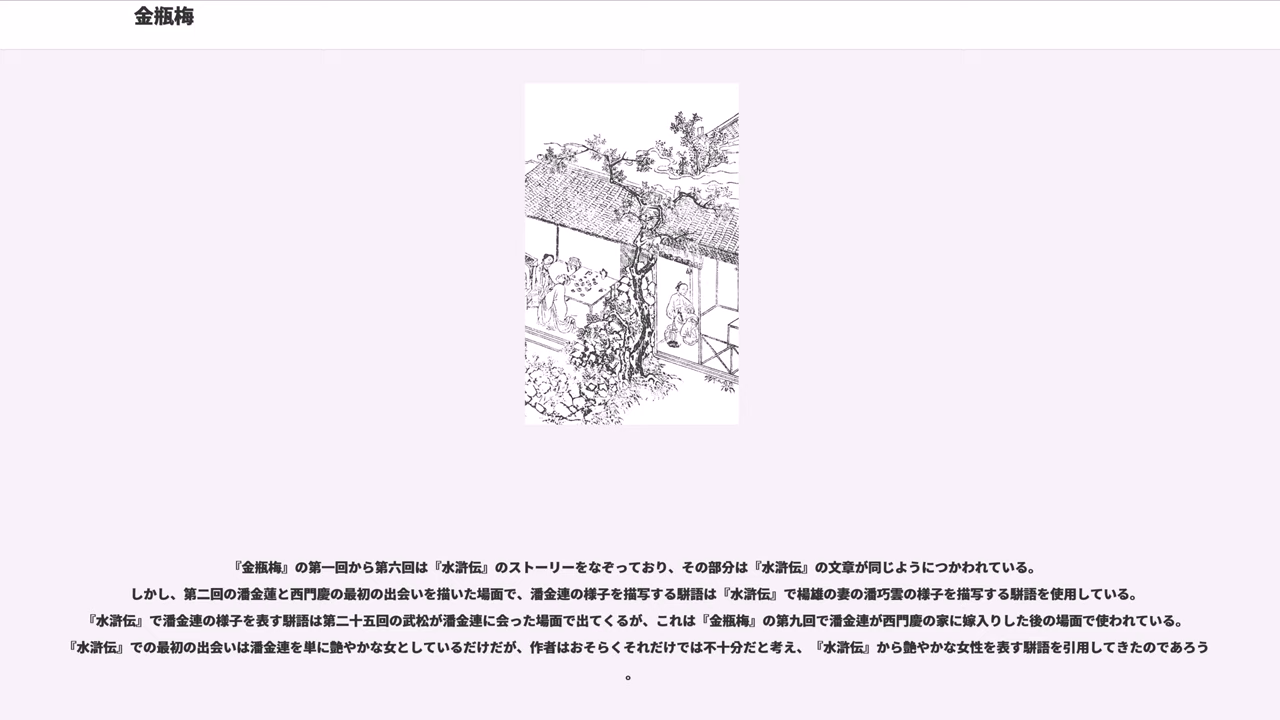 金瓶梅
『金瓶梅』の第一回から第六回は『水滸伝』のストーリーをなぞっており、その部分は『水滸伝』の文章が同じようにつかわれている。
しかし、第二回の潘金蓮と西門慶の最初の出会いを描いた場面で、潘金連の様子を描写する駢語は『水滸伝』で楊雄の妻の潘巧雲の様子を描写する駢語を使用している。
『水滸伝』で潘金連の様子を表す駢語は第二十五回の武松が潘金連に会った場面で出てくるが、これは『金瓶梅』の第九回で潘金連が西門慶の家に嫁入りした後の場面で使われている。
『水滸伝』での最初の出会いは潘金連を単に艶やかな女としているだけだが、作者はおそらくそれだけでは不十分だと考え、『水滸伝』から艶やかな女性を表す駢語を引用してきたのであろう
。